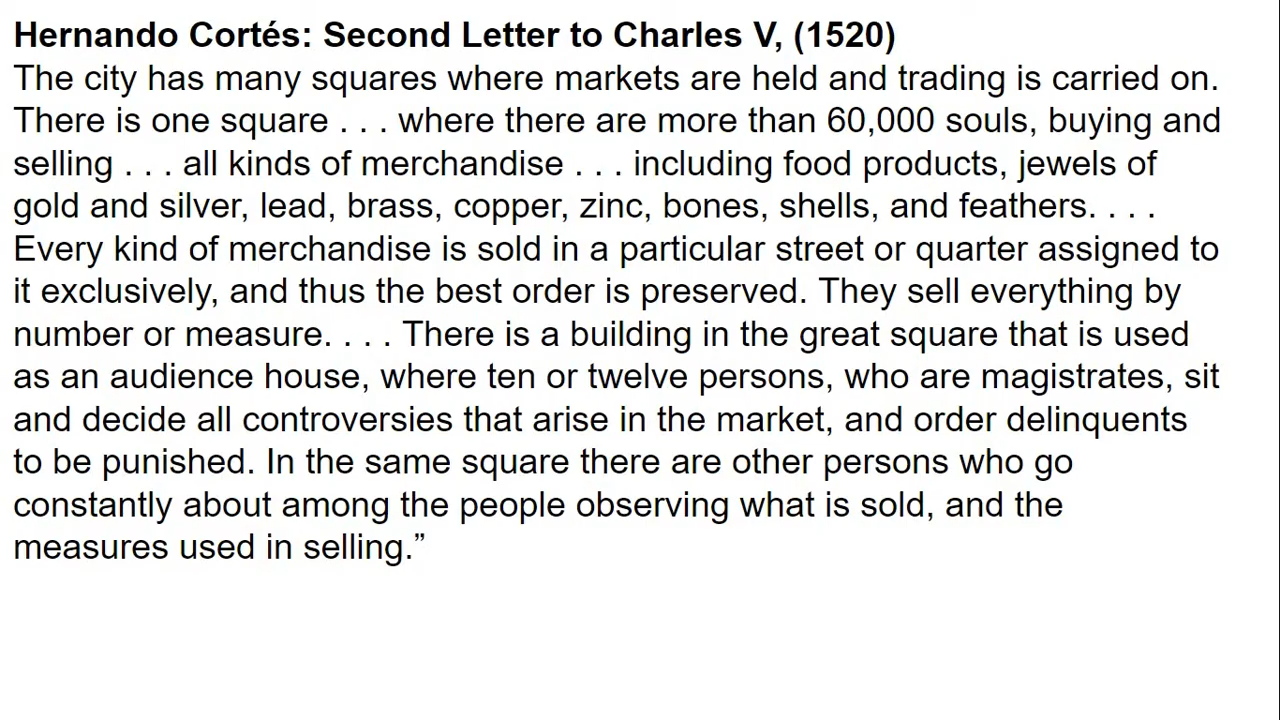 Hernando Cortés: Second Letter to Charles V, (1520)
The city has many squares where markets are held and trading is carried on.
There is one square . . . where there are more than 60,000 souls, buying and
selling . . . all kinds of merchandise . . . including food products, jewels of
gold and silver, lead, brass, copper, zinc, bones, shells, and feathers. . . .
Every kind of merchandise is sold in a particular street or quarter assigned to
it exclusively, and thus the best order is preserved. They sell everything by
number or measure. . . . There is a building in the great square that is used
as an audience house, where ten or twelve persons, who are magistrates, sit
and decide all controversies that arise in the market, and order delinquents
to be punished. In the same square there are other persons who go
constantly about among the people observing what is sold, and the
measures used in selling.”